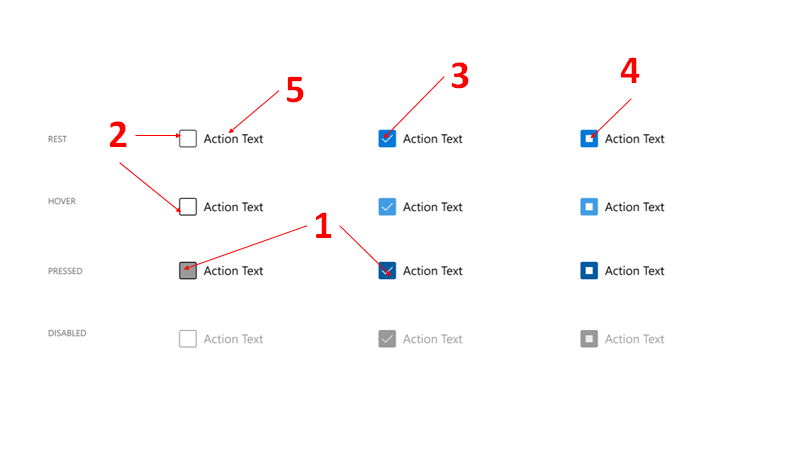 5
3
4
2
REST
Action Text
Action Text
Action Text
HOVER
Action Text
Action Text
Action Text
1
PRESSED
Action Text
Action Text
Action Text
DISABLED
Action Text
Action Text
Action Text